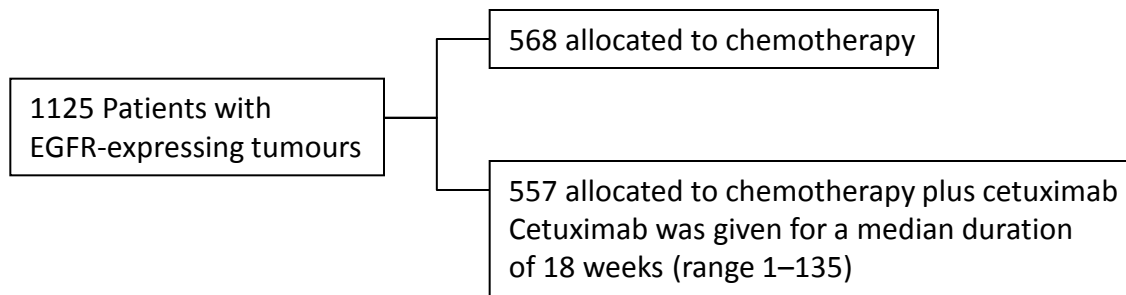 568 allocated to chemotherapy
1125 Patients with
EGFR-expressing tumours
557 allocated to chemotherapy plus cetuximab
Cetuximab was given for a median duration
of 18 weeks (range 1–135)